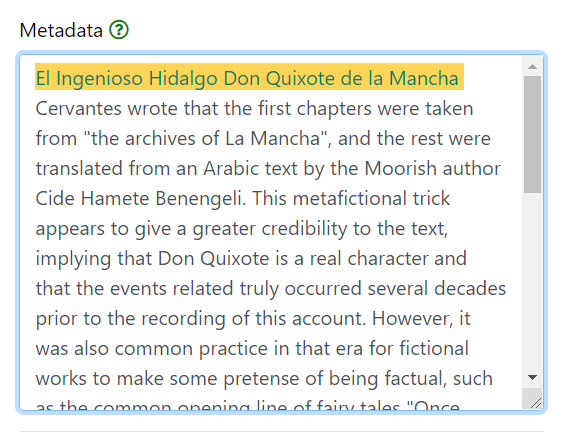 Metadata
El Ingenioso Hidalgo Don Quixote de la Mancha
Cervantes wrote that the first chapters were taken
from "the archives of La Mancha", and the rest were
translated from an Arabic text by the Moorish author
Cide Hamete Benengeli. This metafictional trick
appears to give a greater credibility to the text,
implying that Don Quixote is a real character and
that the events related truly occurred several decades
prior to the recording of this account. However, it
was also common practice in that era for fictional
works to make some pretense of being factual, such
as the common opening line of fairy tales "Once